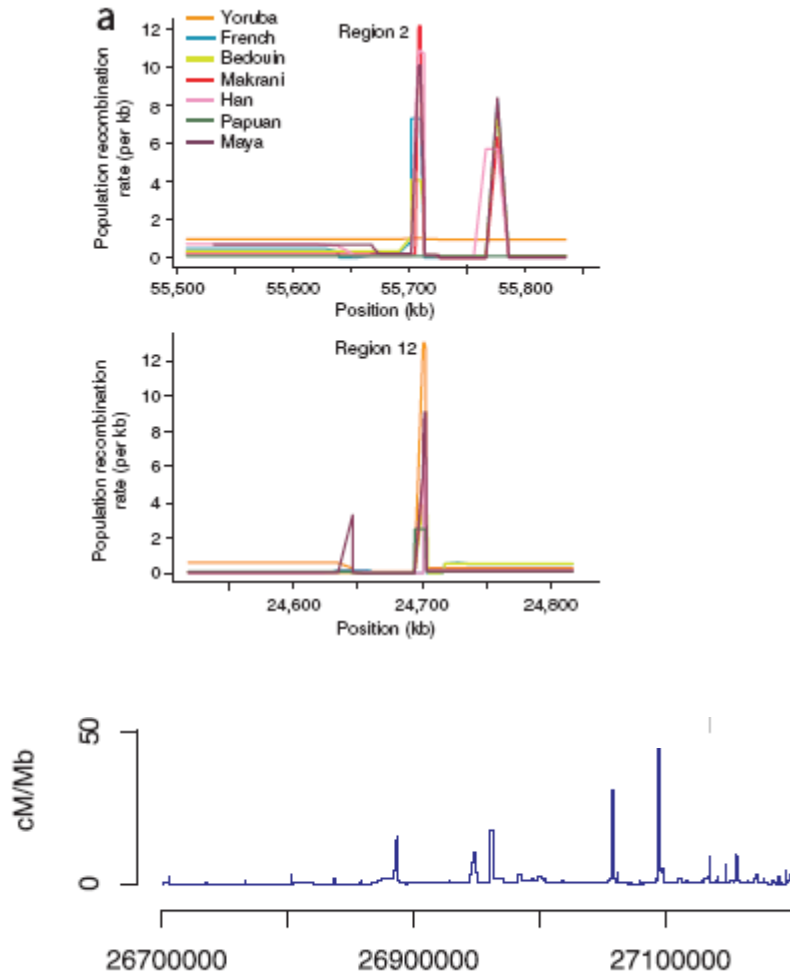 a
Yoruba
French
Bedouin
Makrani
Han
Papuan
Maya
Region 2
Population recombination
rate (per kb)
12
10
8
6
4
2
0
55,500 55,600 55,700 55,800
Position (kb)
Region 12
Population recombination
rate (per kb)
12
10
8
6
4
2
0
24,600 24,700 24,800
Position (kb)
cM/Mb
50
0
26700000 26900000 27100000